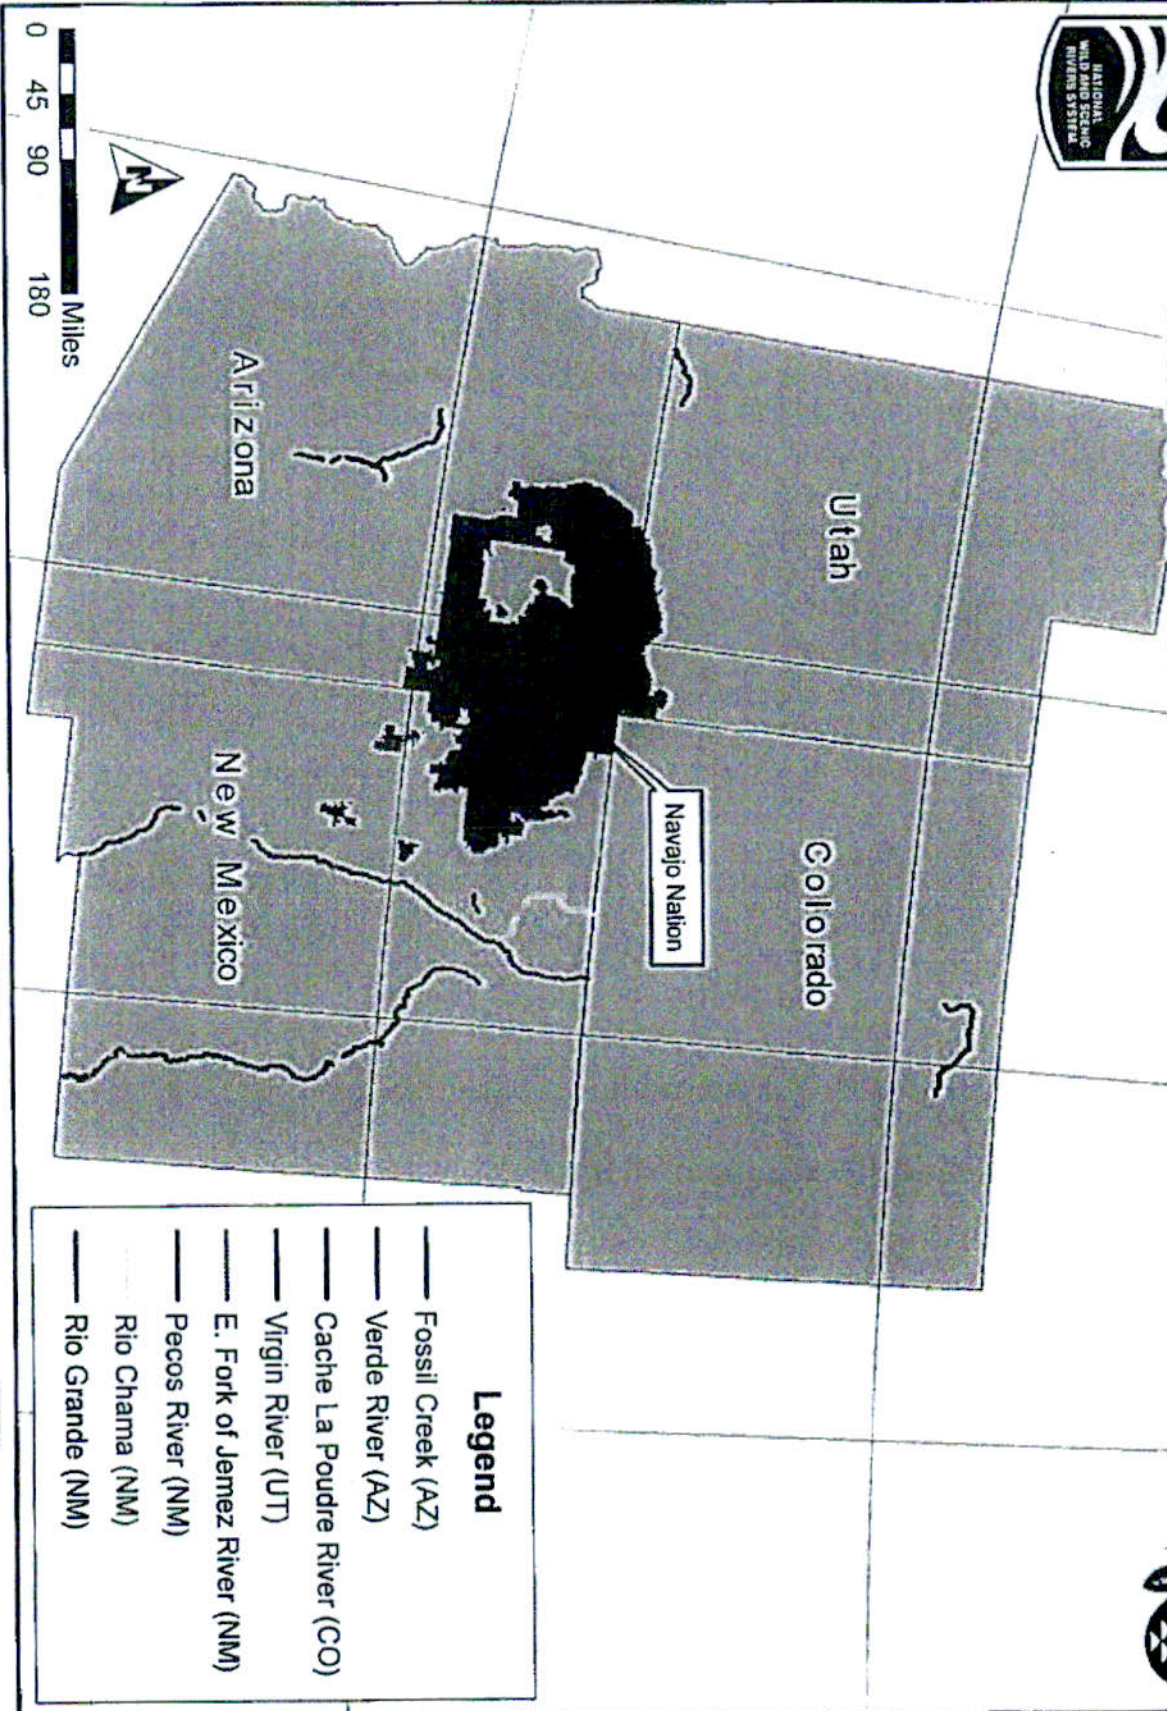 NATIONAL
WILD AND SCENIC
RIVERS SYSTEM
Utah
Colorado
Navajo Nation
Arizona
New Mexico
Legend
Fossil Creek (AZ)
Verde River (AZ)
Cache La Poudre River (CO)
Virgin River (UT)
E. Fork of Jemez River (NM)
Pecos River (NM)
Rio Chama (NM)
Rio Grande (NM)
N
0 45 90 180
Miles